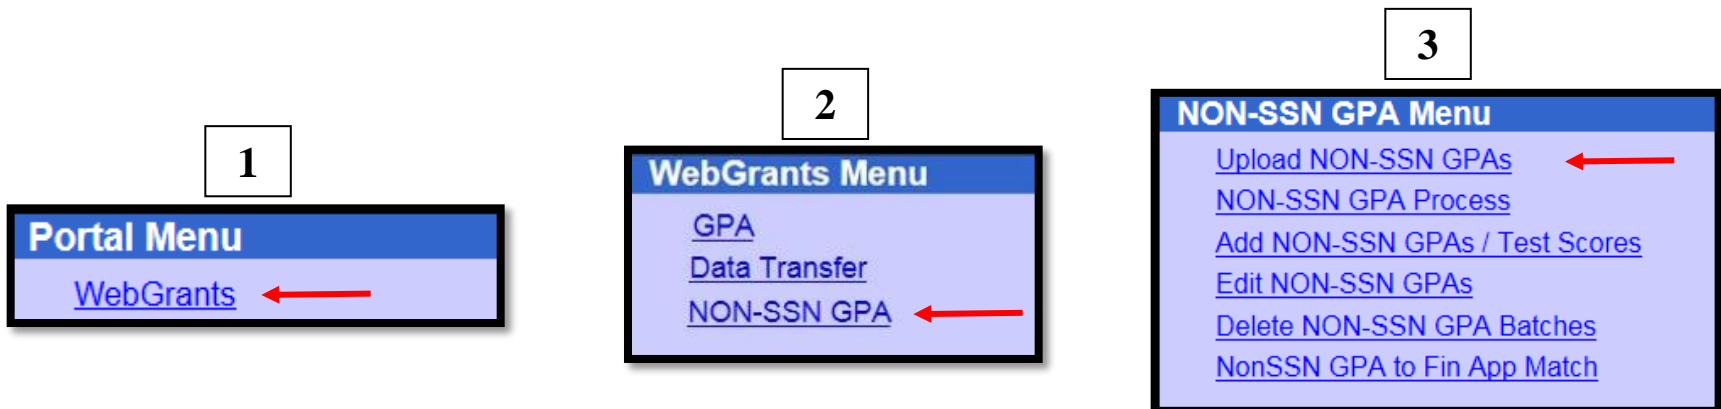 1
Portal Menu
WebGrants
2
WebGrants Menu
GPA
Data Transfer
NON-SSN GPA
3
NON-SSN GPA Menu
Upload NON-SSN GPAs
NON-SSN GPA Process
Add NON-SSN GPAs / Test Scores
Edit NON-SSN GPAs
Delete NON-SSN GPA Batches
NonSSN GPA to Fin App Match